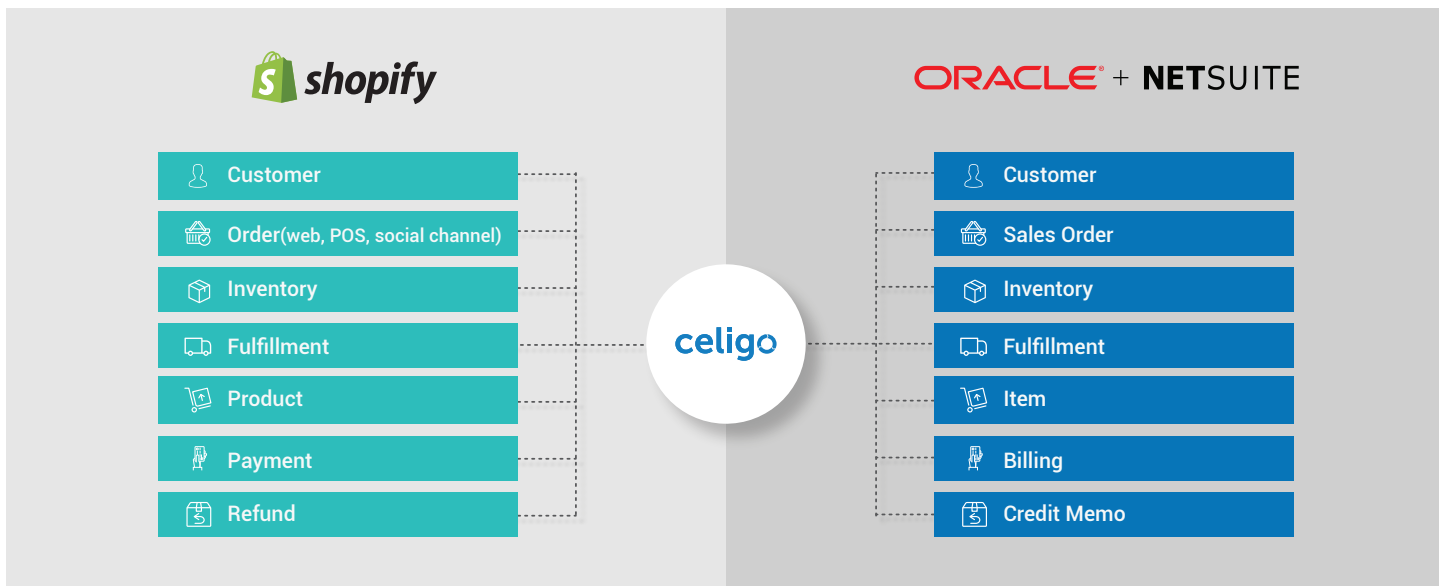 shopify
ORACLE® + NETSUITE
Customer
Order(web, POS, social channel)
Inventory
Fulfillment
Product
Payment
Refund
celigo
Customer
Sales Order
Inventory
Fulfillment
Item
Billing
Credit Memo